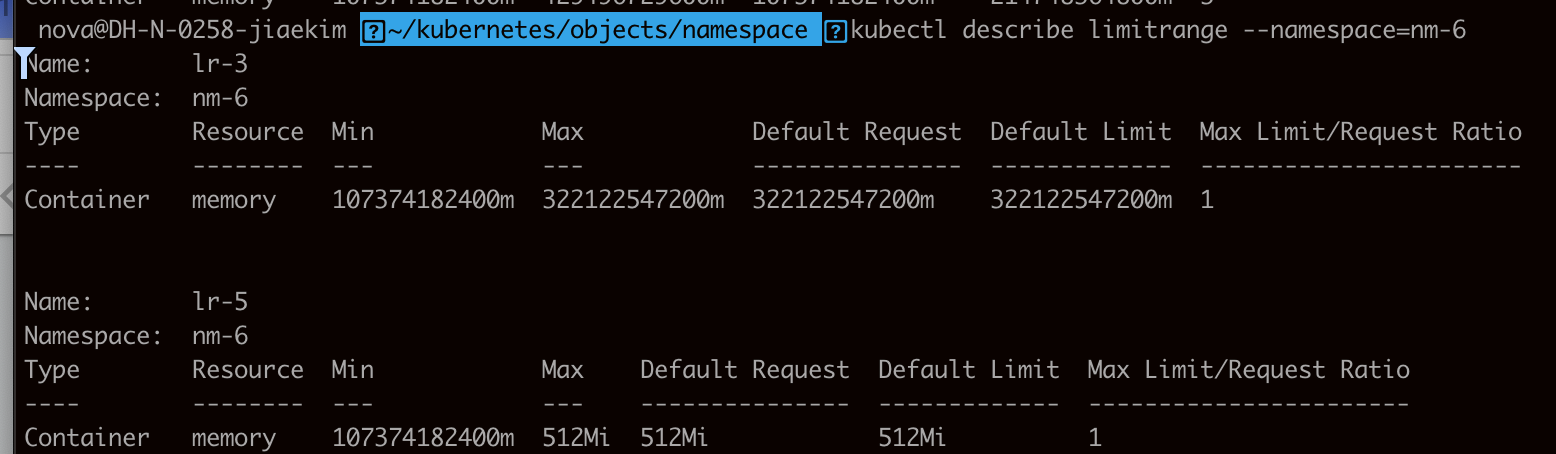 nova@DH-N-0258-jiaekim ?~/kubernetes/objects/namespace ?kubectl describe limitrange --namespace=nm-6
Name: lr-3
Namespace: nm-6
Type Resource Min Max Default Request Default Limit Max Limit/Request Ratio
---- -------- --- --- --------------- ------------- -----------------------
Container memory 107374182400m 322122547200m 322122547200m 322122547200m 1
Name: lr-5
Namespace: nm-6
Type Resource Min Max Default Request Default Limit Max Limit/Request Ratio
---- -------- --- --- --------------- ------------- -----------------------
Container memory 107374182400m 512Mi 512Mi 512Mi 1